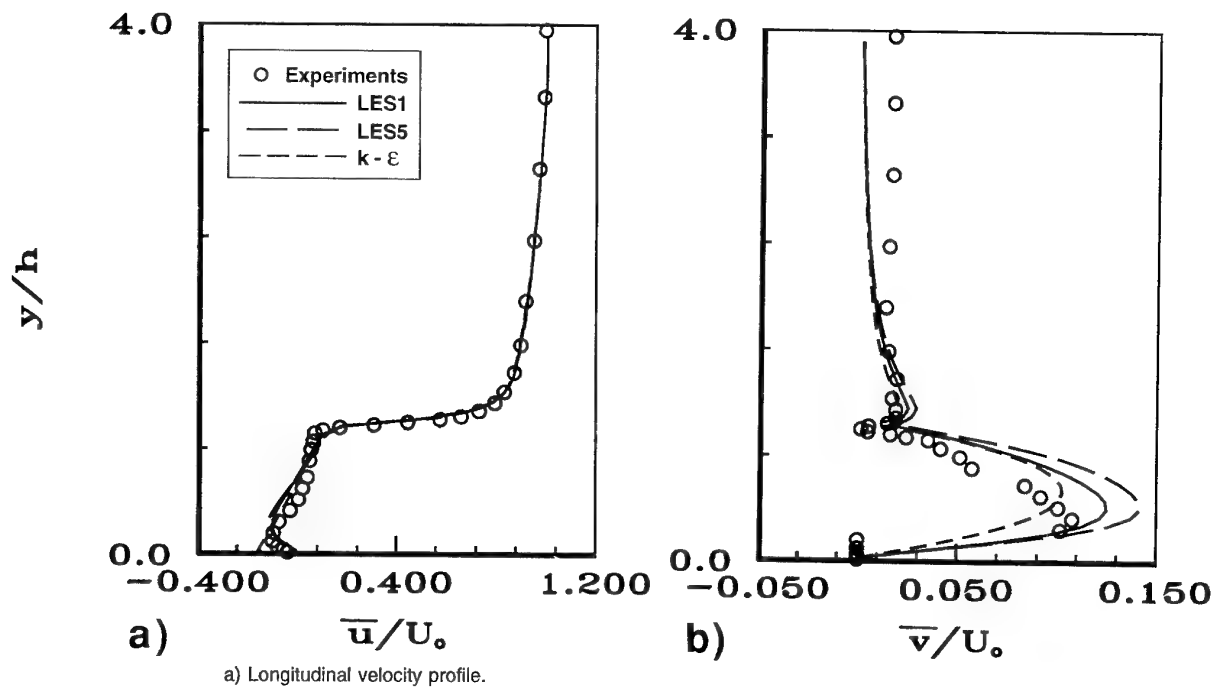 4.0
Experiments
LES1
LES5
k - ε
y/h
0.0
−0.400
0.400
1.200
a)
u̅/U₀
4.0
0.0
−0.050
0.050
0.150
b)
v̅/U₀
a) Longitudinal velocity profile.